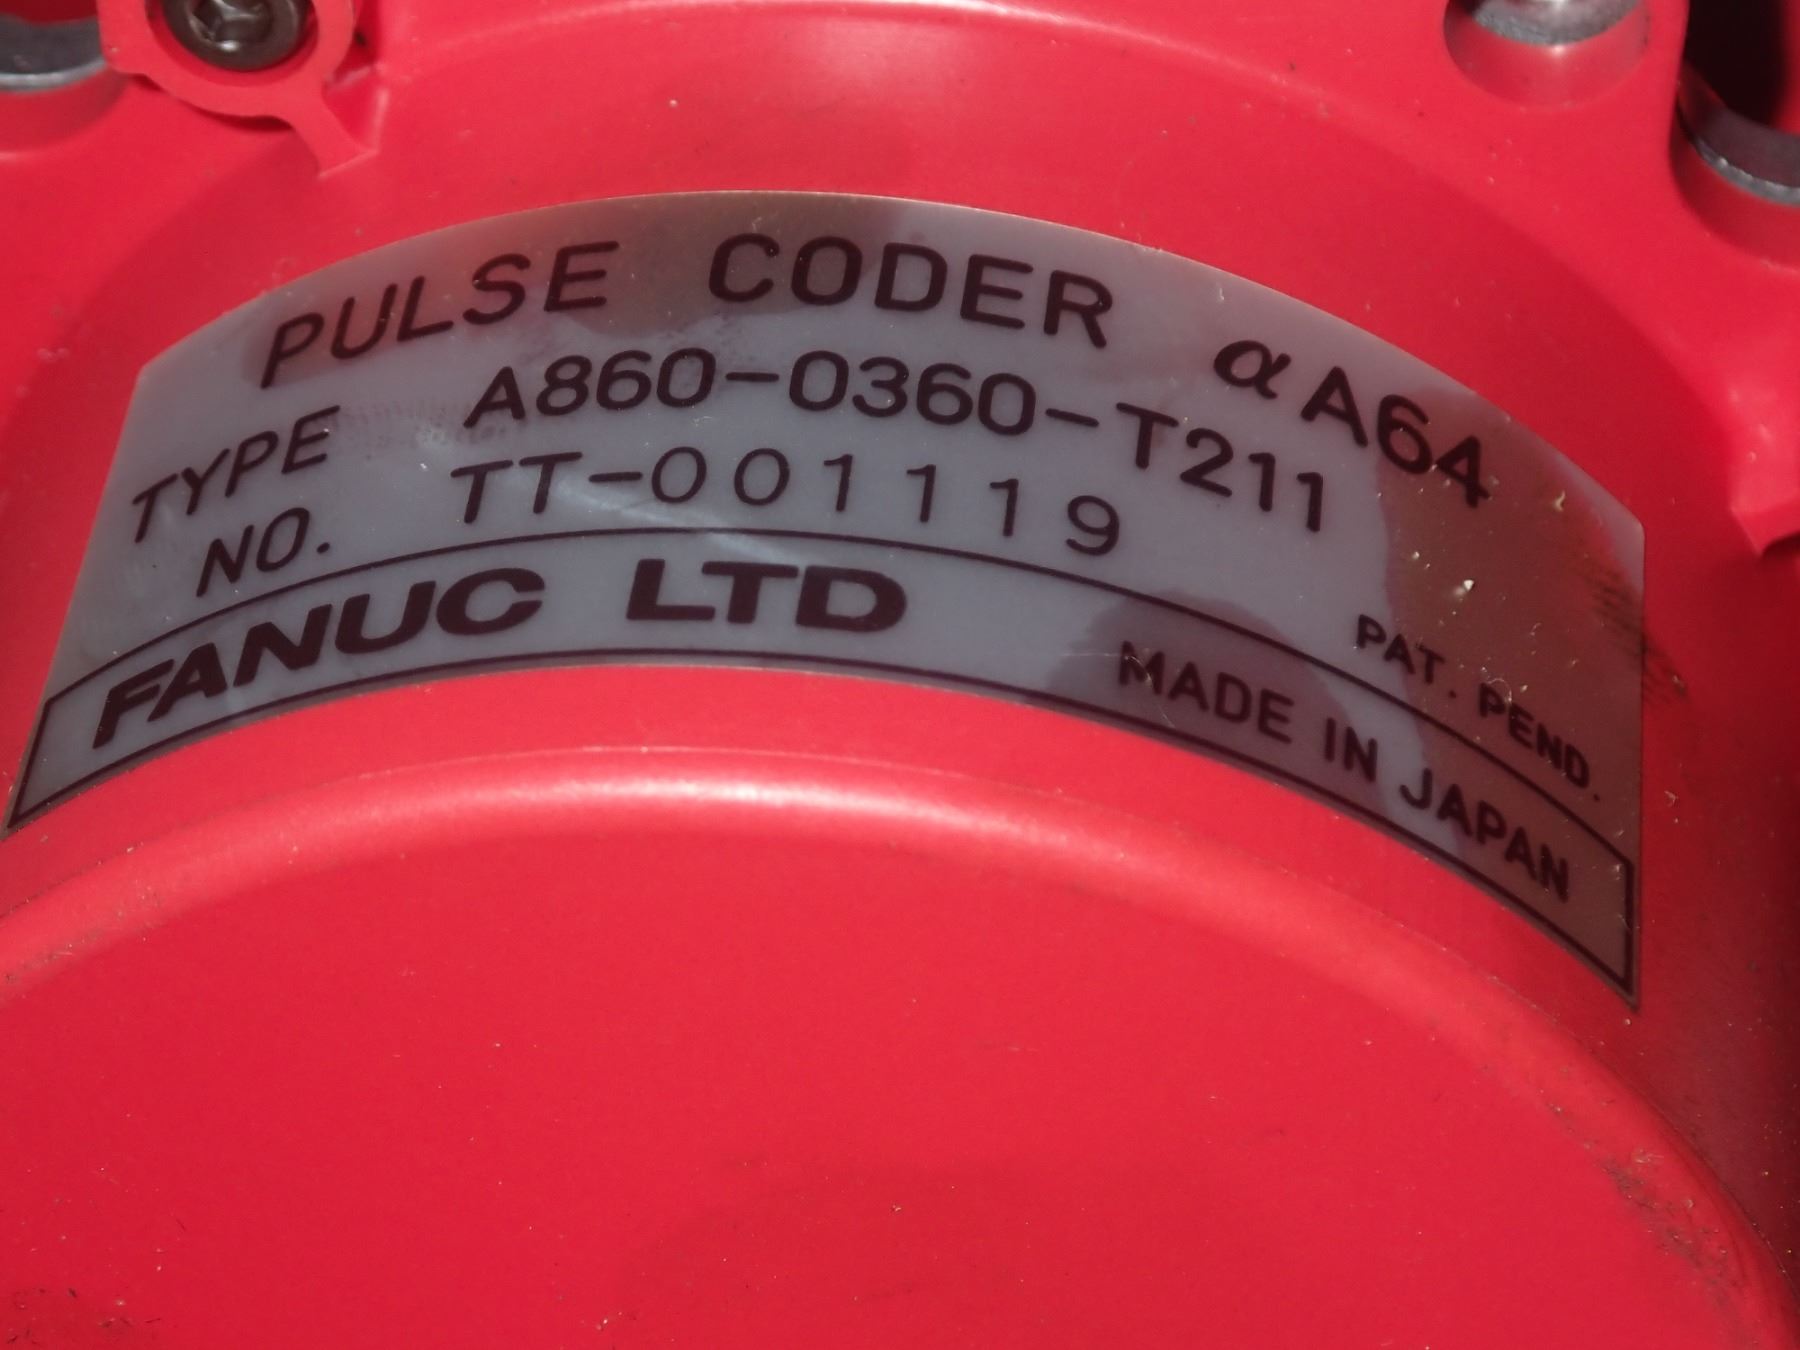 PULSE CODER αA64
TYPE A860-0360-T211
NO. TT-001119
PAT. PEND.
FANUC LTD MADE IN JAPAN